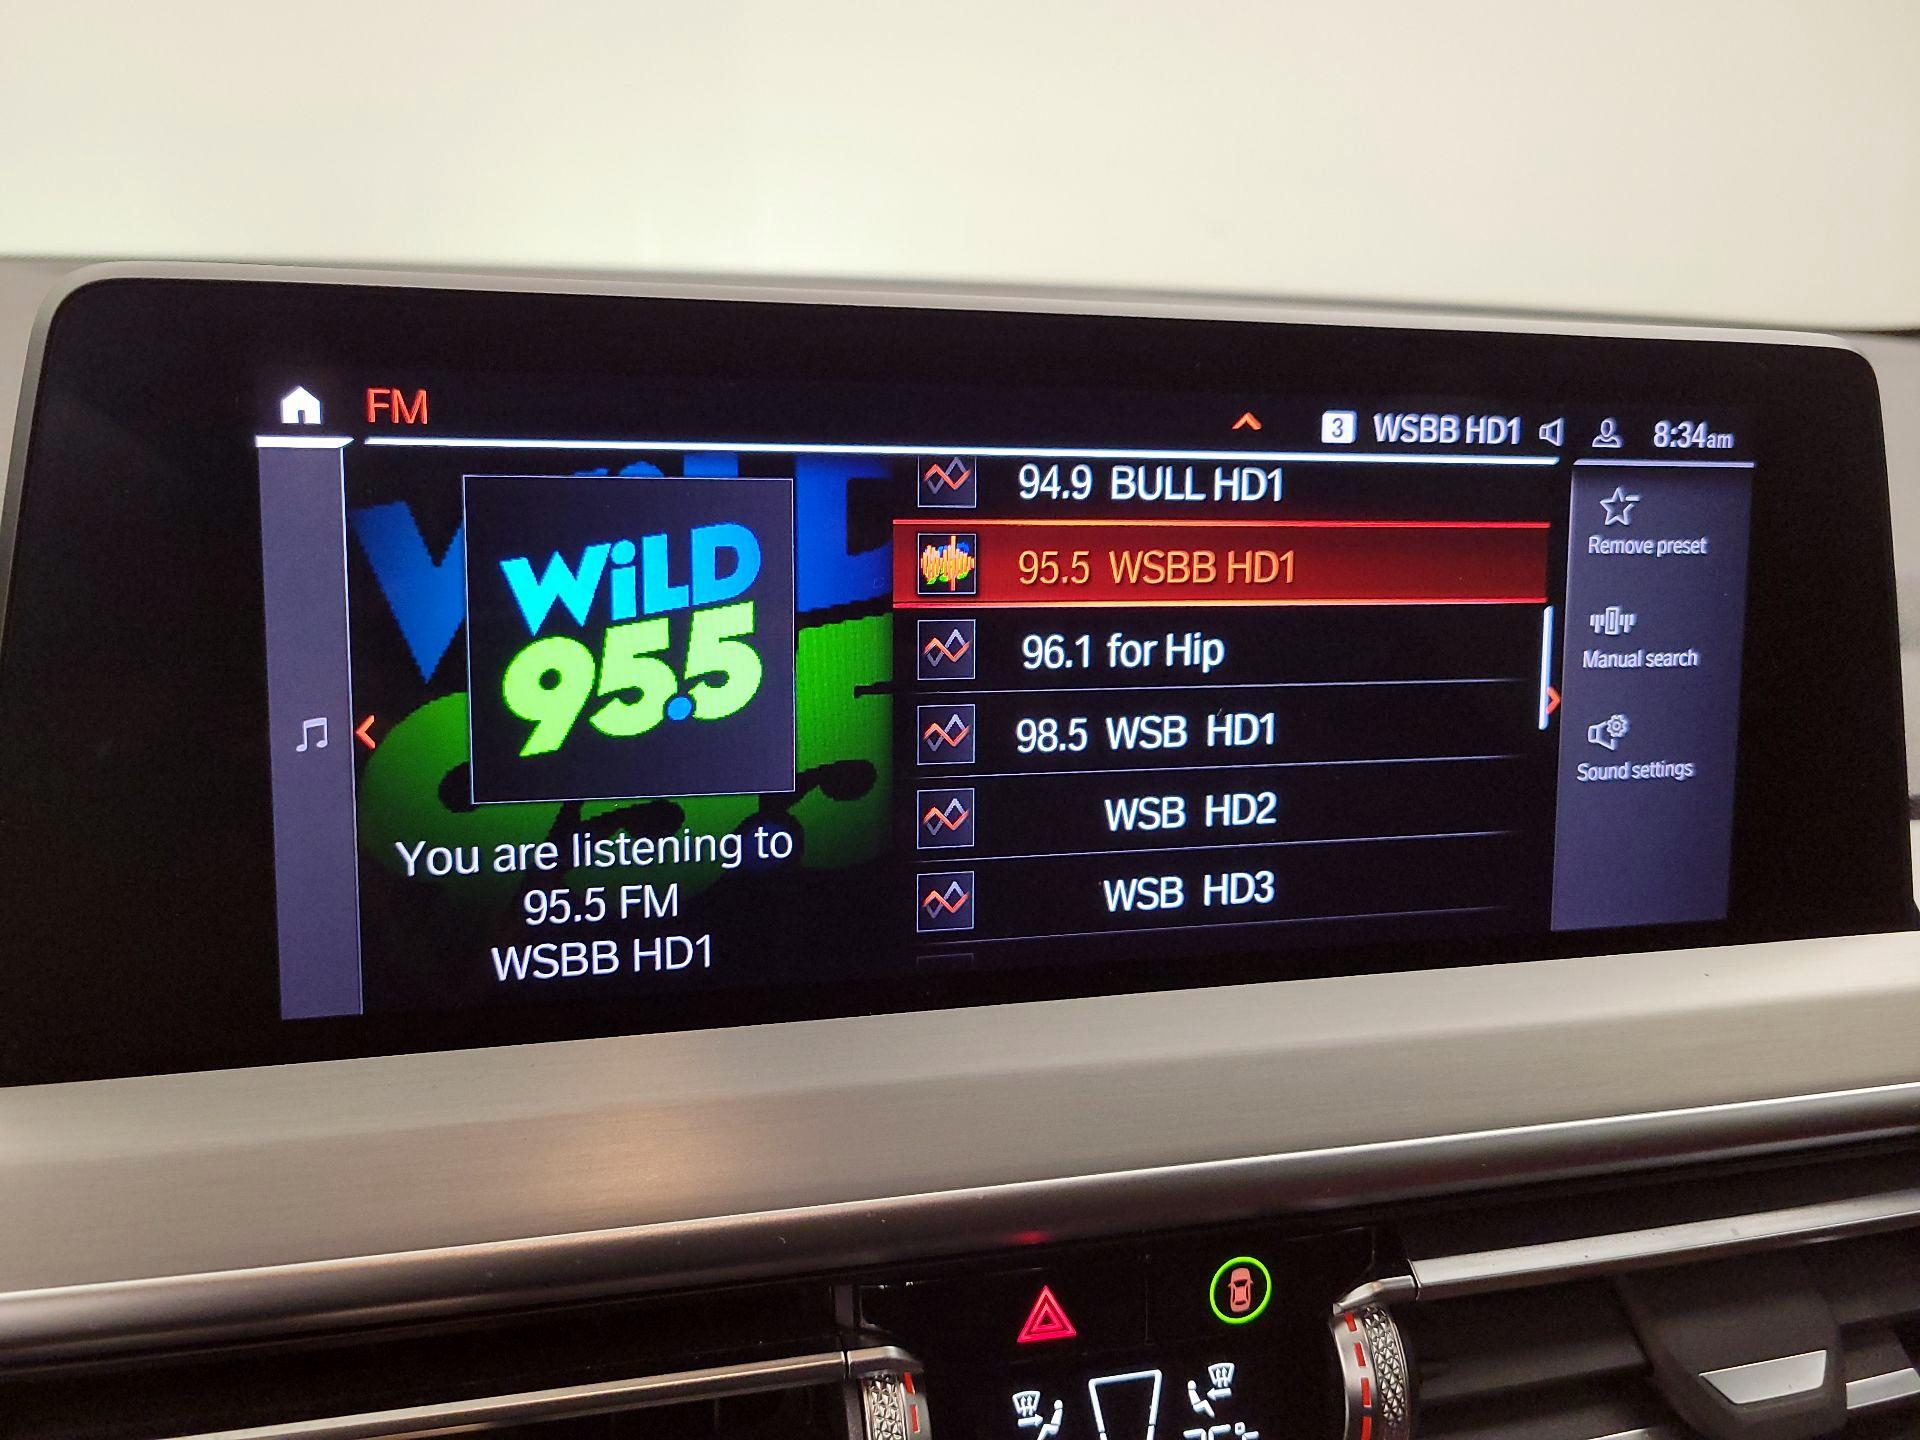 FM
3 WSBB HD1 8:34am
WiLD
95.5
You are listening to
95.5 FM
WSBB HD1
94.9 BULL HD1
95.5 WSBB HD1
96.1 for Hip
98.5 WSB HD1
WSB HD2
WSB HD3
Remove preset
Manual search
Sound settings